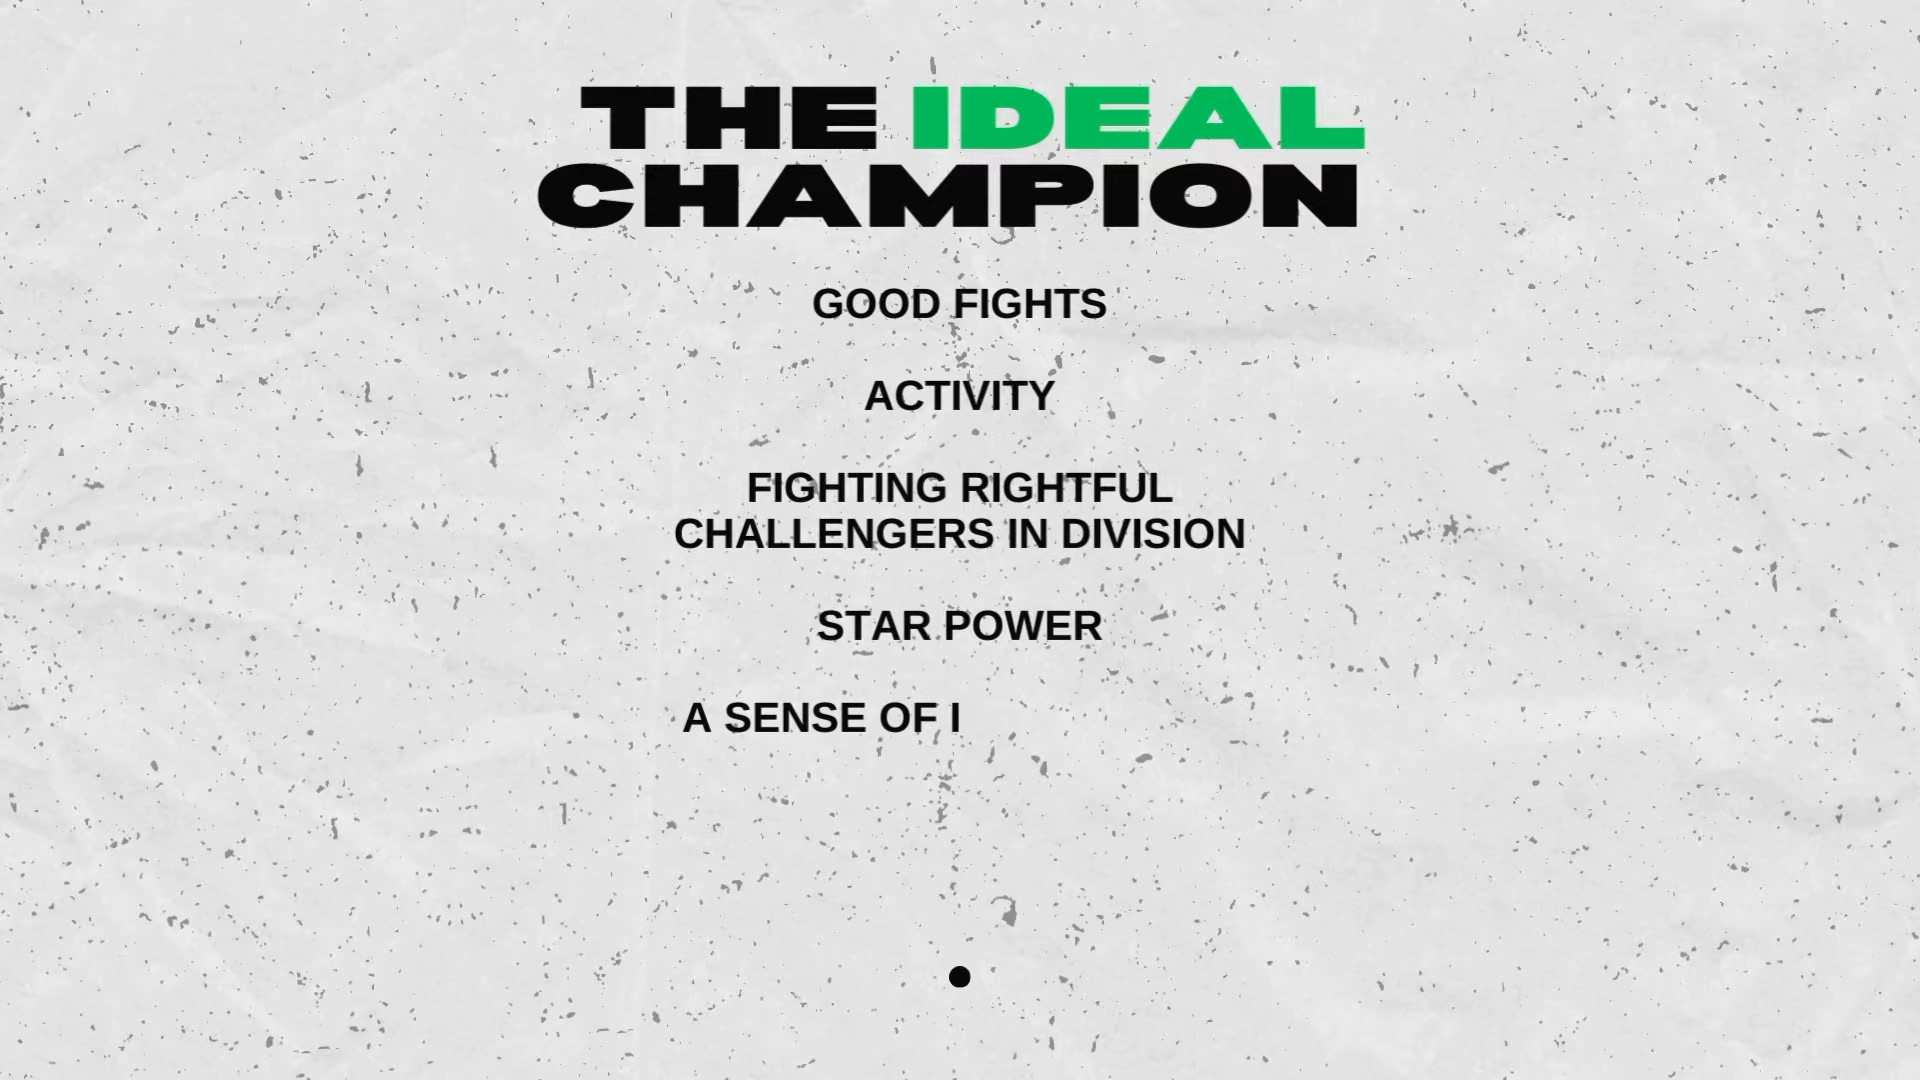 THE IDEAL
CHAMPION
GOOD FIGHTS
ACTIVITY
FIGHTING RIGHTFUL
CHALLENGERS IN DIVISION
STAR POWER
A SENSE OF I